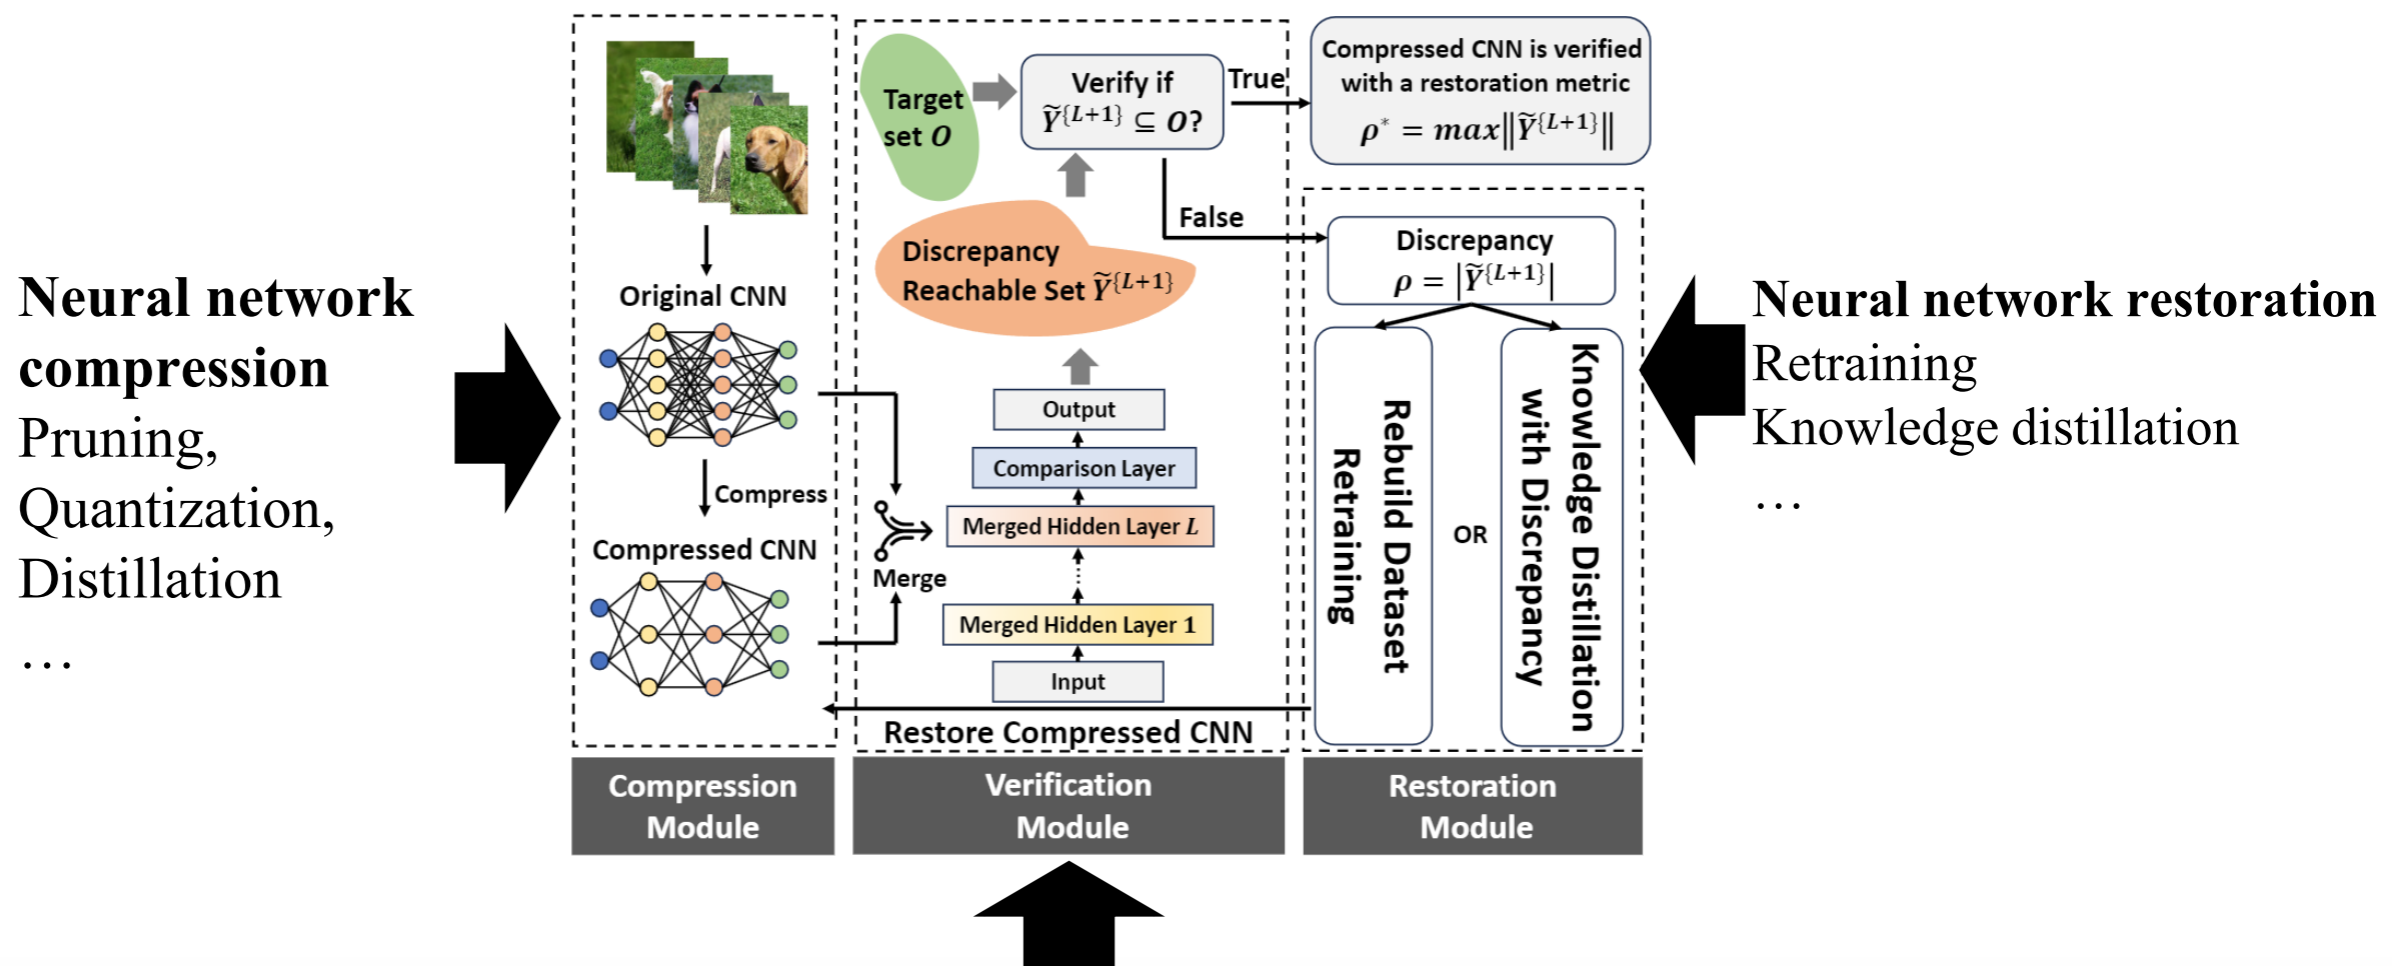 Neural network
compression
Pruning,
Quantization,
Distillation
…
Original CNN
Compress
Compressed CNN
Compression
Module
Target
set O
Verify if
Ỹ^{L+1} ⊆ O?
True
False
Discrepancy
Reachable Set Ỹ^{L+1}
Output
Comparison Layer
Merged Hidden Layer L
Merge
Merged Hidden Layer 1
Input
Restore Compressed CNN
Verification
Module
Compressed CNN is verified
with a restoration metric
ρ* = max‖Ỹ^{L+1}‖
Discrepancy
ρ = |Ỹ^{L+1}|
Rebuild Dataset
Retraining
OR
Knowledge Distillation
with Discrepancy
Restoration
Module
Neural network restoration
Retraining
Knowledge distillation
…